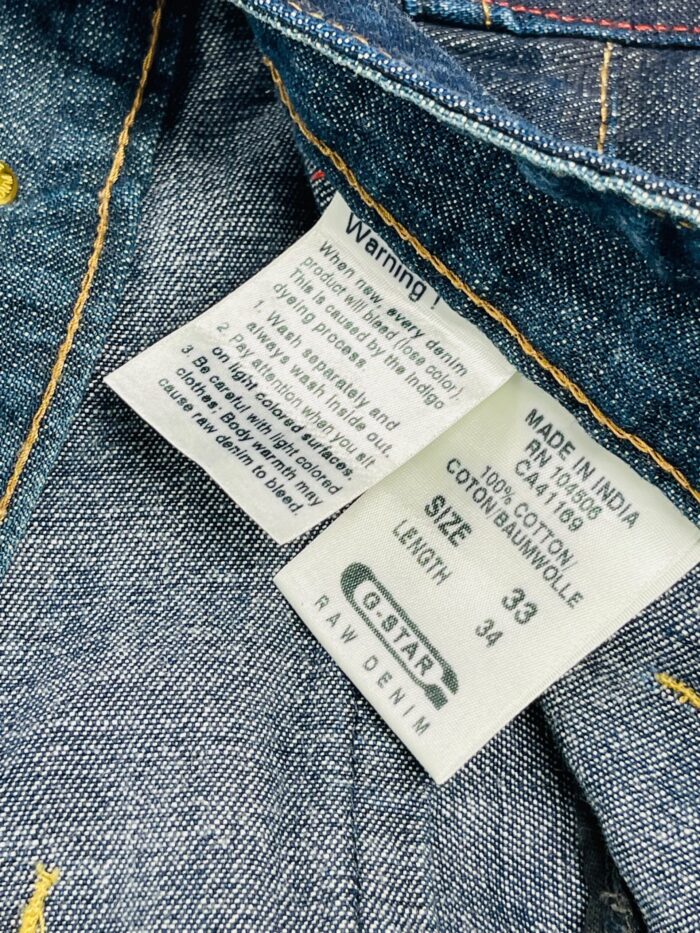 Warning !
When new, every denim
product will bleed (lose color).
This is caused by the indigo
dyeing process.
1. Wash separately and
always wash inside out.
2. Pay attention when you sit
on light colored surfaces.
3. Be careful with light colored
clothes: Body warmth may
cause raw denim to bleed.
MADE IN INDIA
RN 104506
CA41169
100% COTTON/
COTON/BAUMWOLLE
SIZE 33
LENGTH 34
G-STAR
RAW DENIM